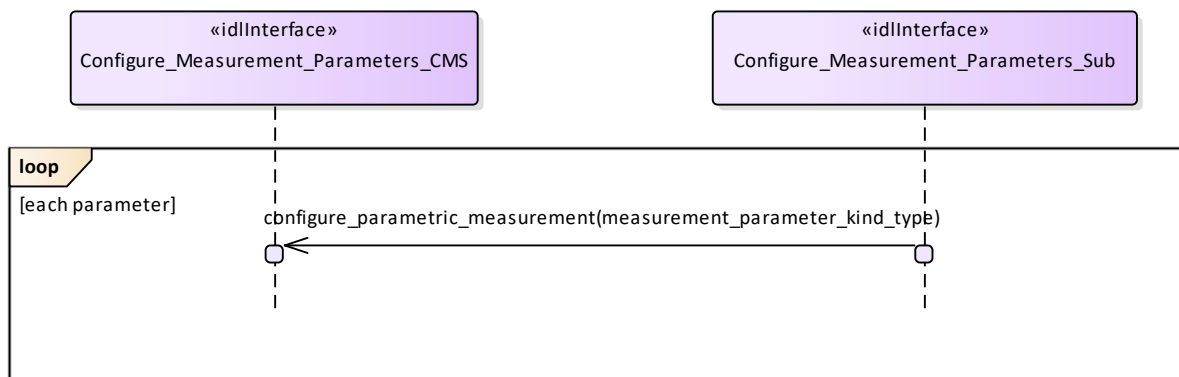 «idlInterface»
Configure_Measurement_Parameters_CMS
«idlInterface»
Configure_Measurement_Parameters_Sub
loop
[each parameter]
configure_parametric_measurement(measurement_parameter_kind_type)